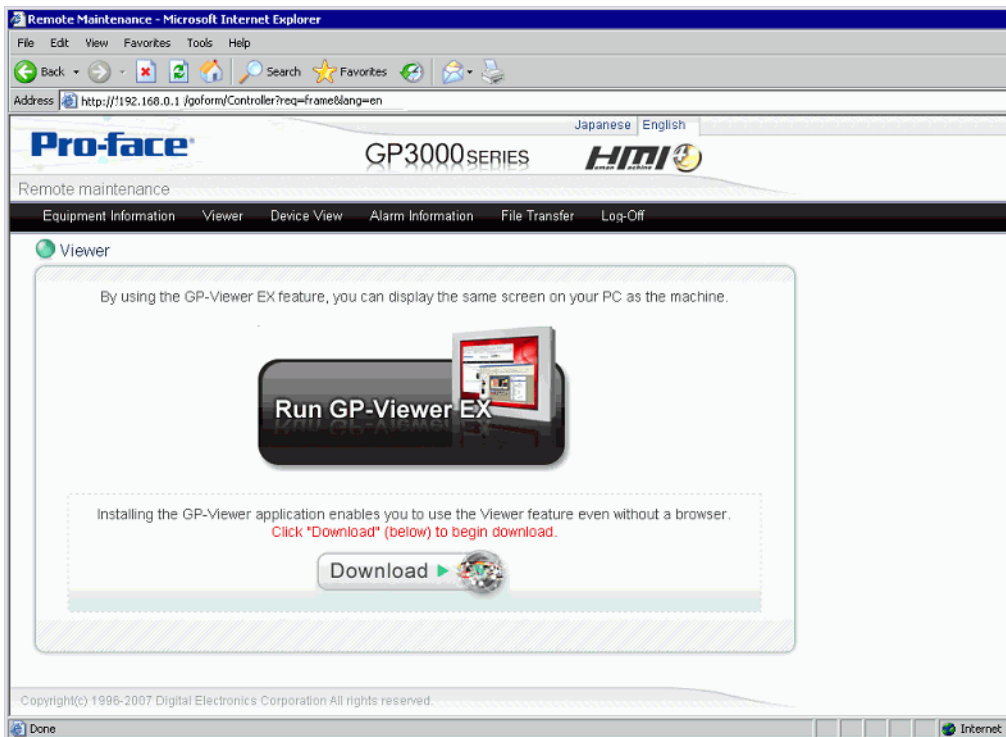 Remote Maintenance - Microsoft Internet Explorer
File Edit View Favorites Tools Help
Back Search Favorites
Address http://!192.168.0.1 /goform/Controller?req=frame&lang=en
Japanese English
Pro-face
GP3000 SERIES HMI
Human Machine
Remote maintenance
Equipment Information Viewer Device View Alarm Information File Transfer Log-Off
Viewer
By using the GP-Viewer EX feature, you can display the same screen on your PC as the machine.
Run GP-Viewer EX
Installing the GP-Viewer application enables you to use the Viewer feature even without a browser.
Click "Download" (below) to begin download.
Download
Copyright(c) 1996-2007 Digital Electronics Corporation All rights reserved.
Done Internet